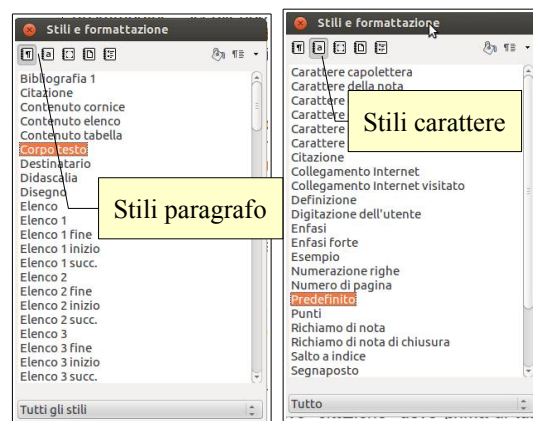 Stili e formattazione
Bibliografia 1
Citazione
Contenuto cornice
Contenuto elenco
Contenuto tabella
Corpo testo
Destinatario
Didascalia
Disegno
Elenco
Elenco 1
Elenco 1 fine
Elenco 1 inizio
Elenco 1 succ.
Elenco 2
Elenco 2 fine
Elenco 2 inizio
Elenco 2 succ.
Elenco 3
Elenco 3 fine
Elenco 3 inizio
Elenco 3 succ.
Tutti gli stili
Stili paragrafo
Stili e formattazione
Carattere capolettera
Carattere della nota
Carattere
Carattere
Carattere
Carattere
Citazione
Collegamento Internet
Collegamento Internet visitato
Definizione
Digitazione dell'utente
Enfasi
Enfasi forte
Esempio
Numerazione righe
Numero di pagina
Predefinito
Punti
Richiamo di nota
Richiamo di nota di chiusura
Salto a indice
Segnaposto
Tutto
Stili carattere